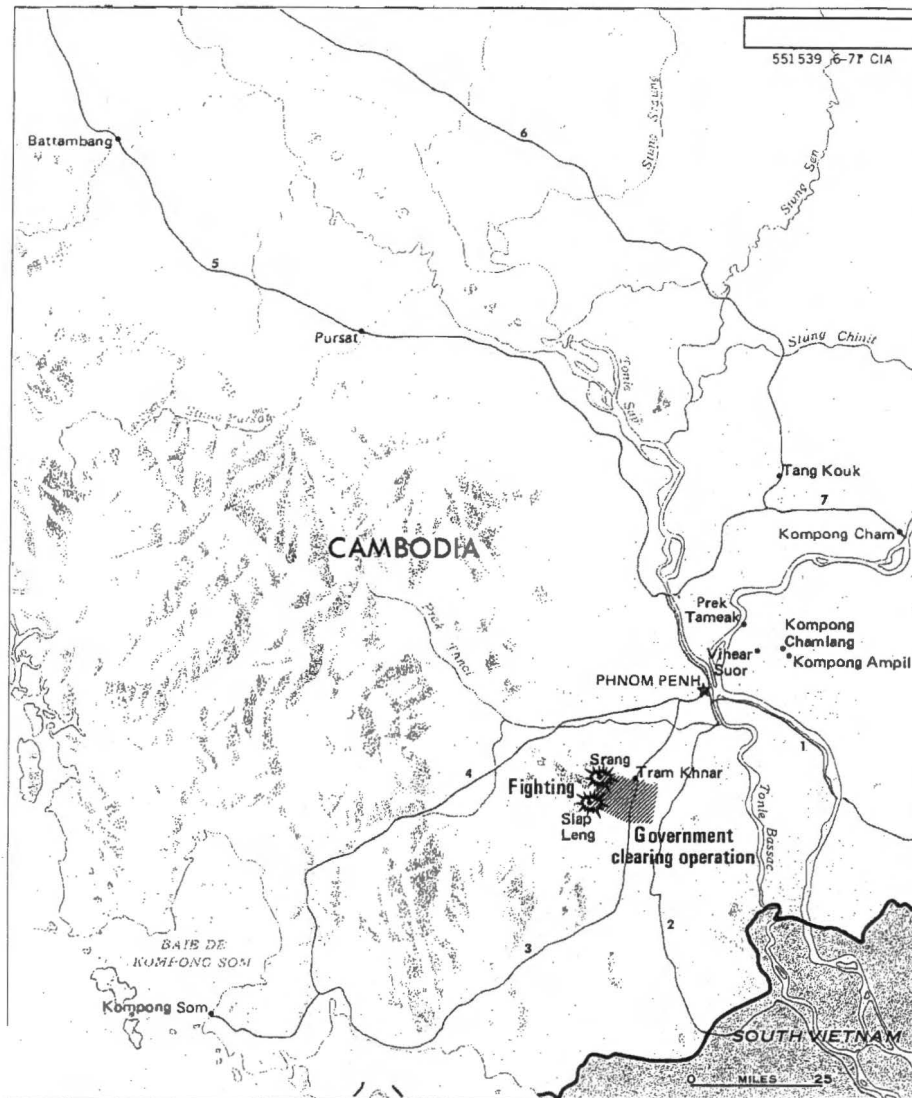 551539 6-71 CIA
6
Stung Staung
Stung Sen
Battambang
5
Pursat
Stung Chinit
Tonle Sap
Stung Pursat
Tang Kouk
7
Kompong Cham
CAMBODIA
Prek
Tameak
Kompong
Chamlang
Vihear
Suor
Kompong Ampil
Prek
PHNOM PENH
1
4
Srang
Tram Khnar
Fighting
Slap
Leng
Tonle Bassac
Government
clearing operation
2
3
BAIE DE
KOMPONG SOM
Kompong Som
SOUTH VIETNAM
0 MILES 25